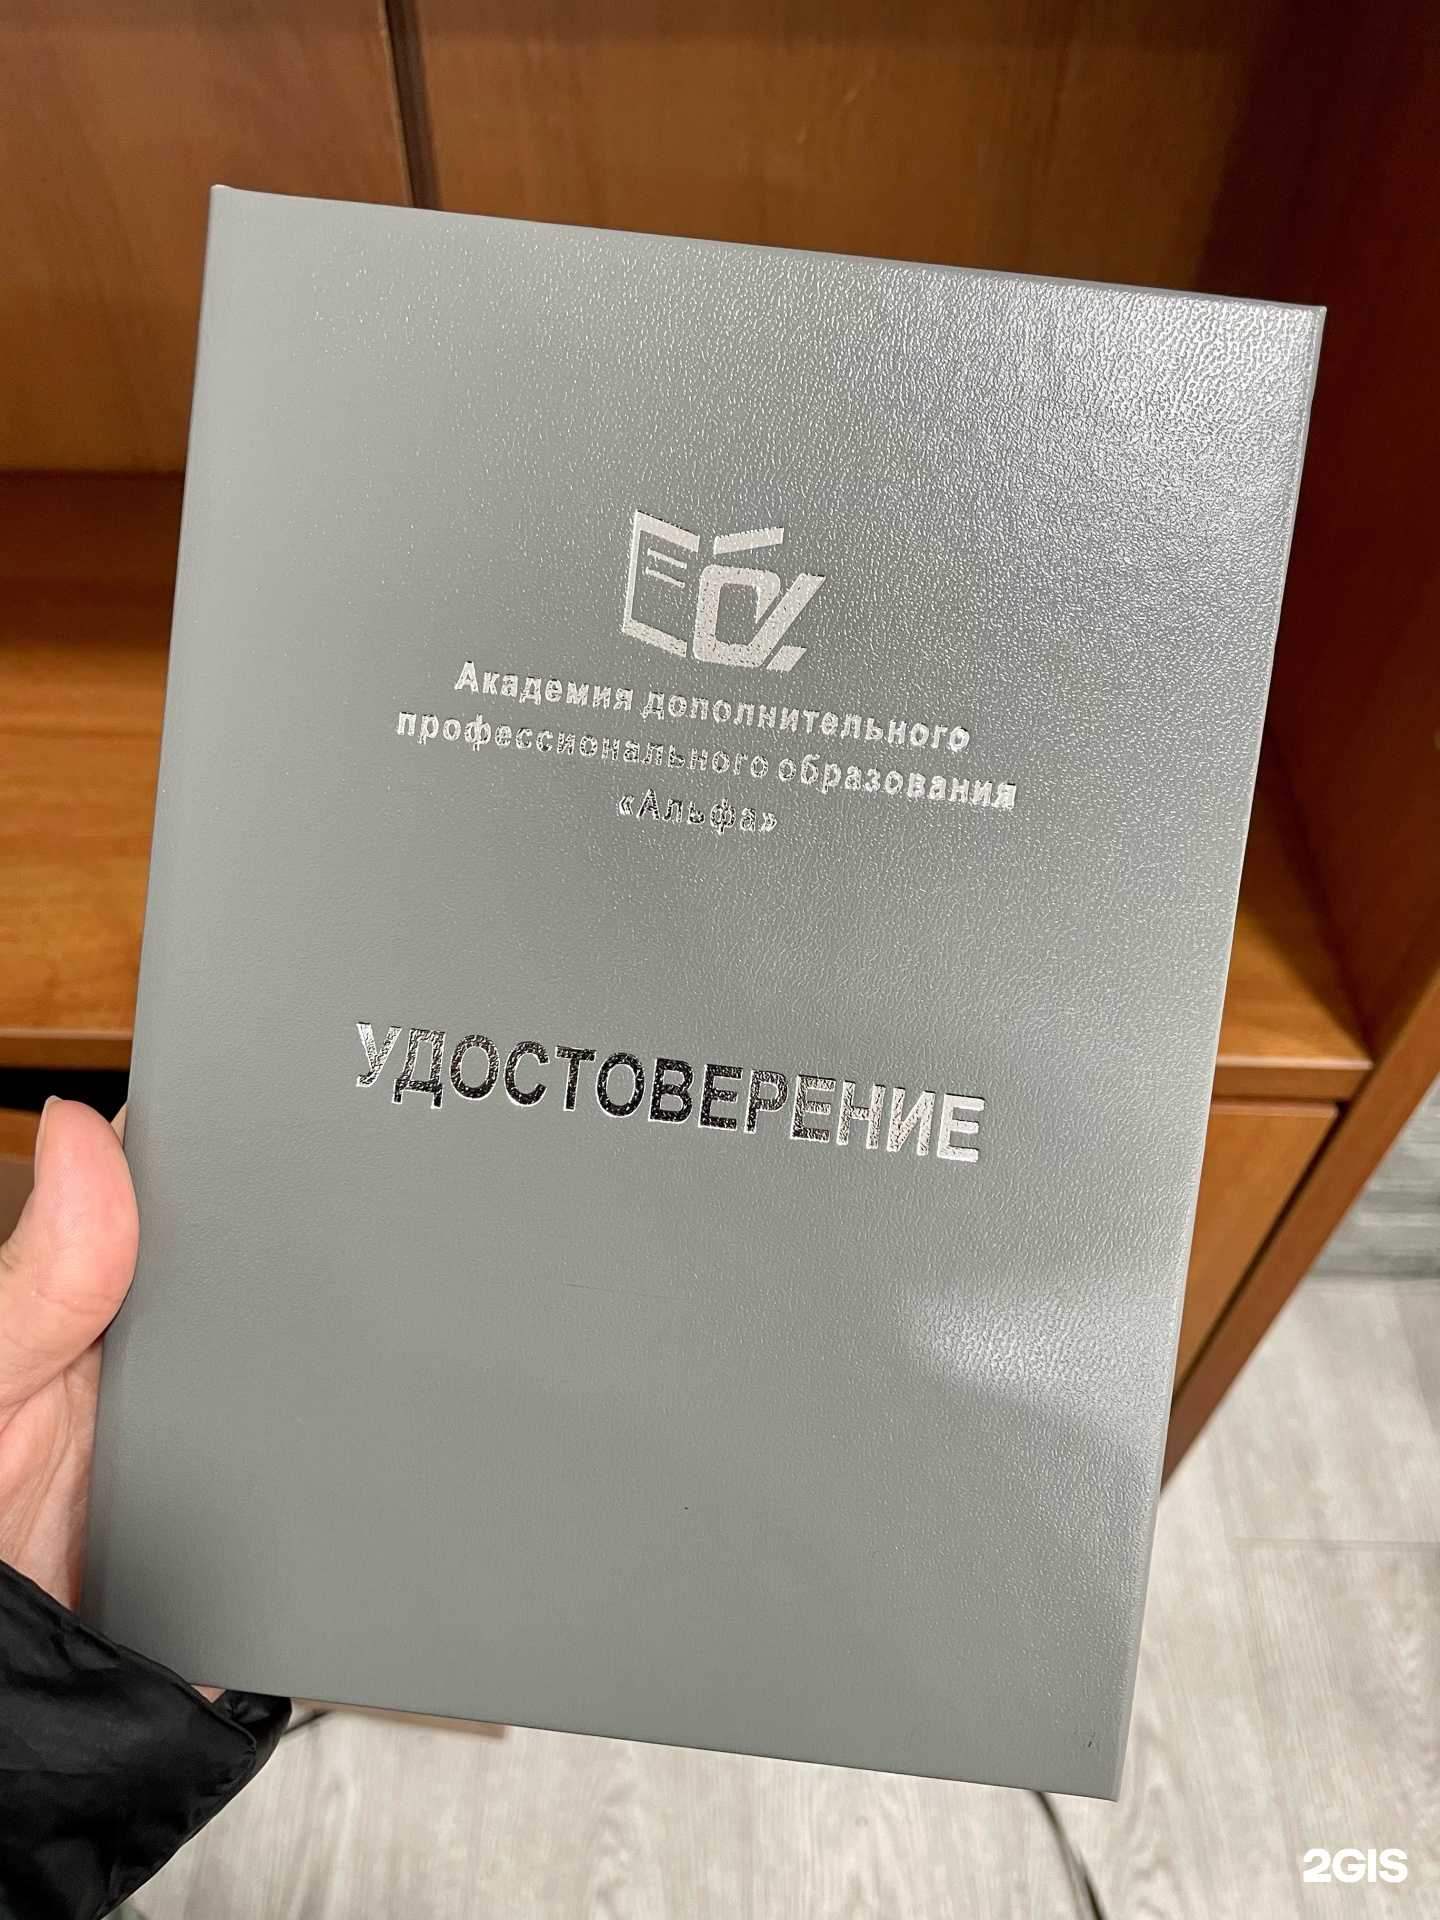 Академия дополнительного
профессионального образования
«Альфа»
УДОСТОВЕРЕНИЕ
2GIS